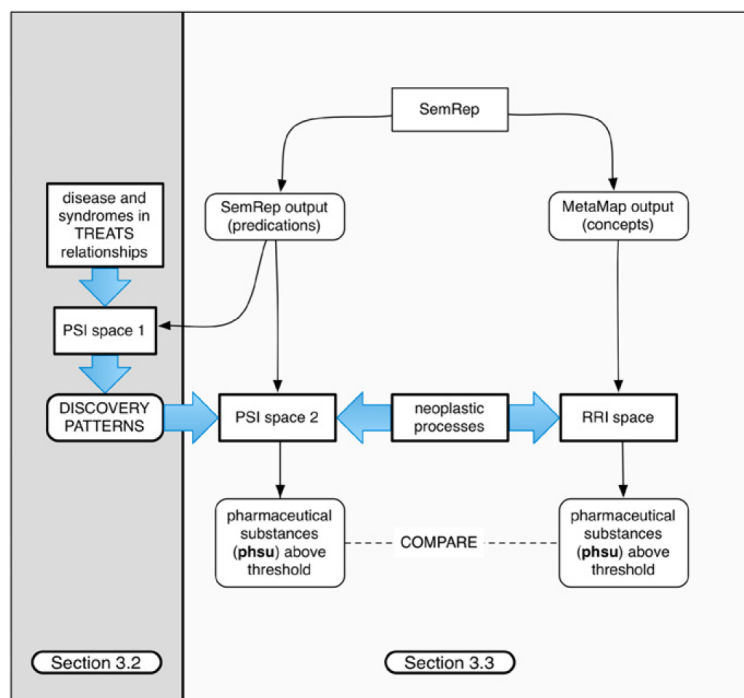 SemRep
disease and
syndromes in
TREATS
relationships
SemRep output
(predications)
MetaMap output
(concepts)
PSI space 1
DISCOVERY
PATTERNS
PSI space 2
neoplastic
processes
RRI space
pharmaceutical
substances
(phsu) above
threshold
COMPARE
pharmaceutical
substances
(phsu) above
threshold
Section 3.2
Section 3.3